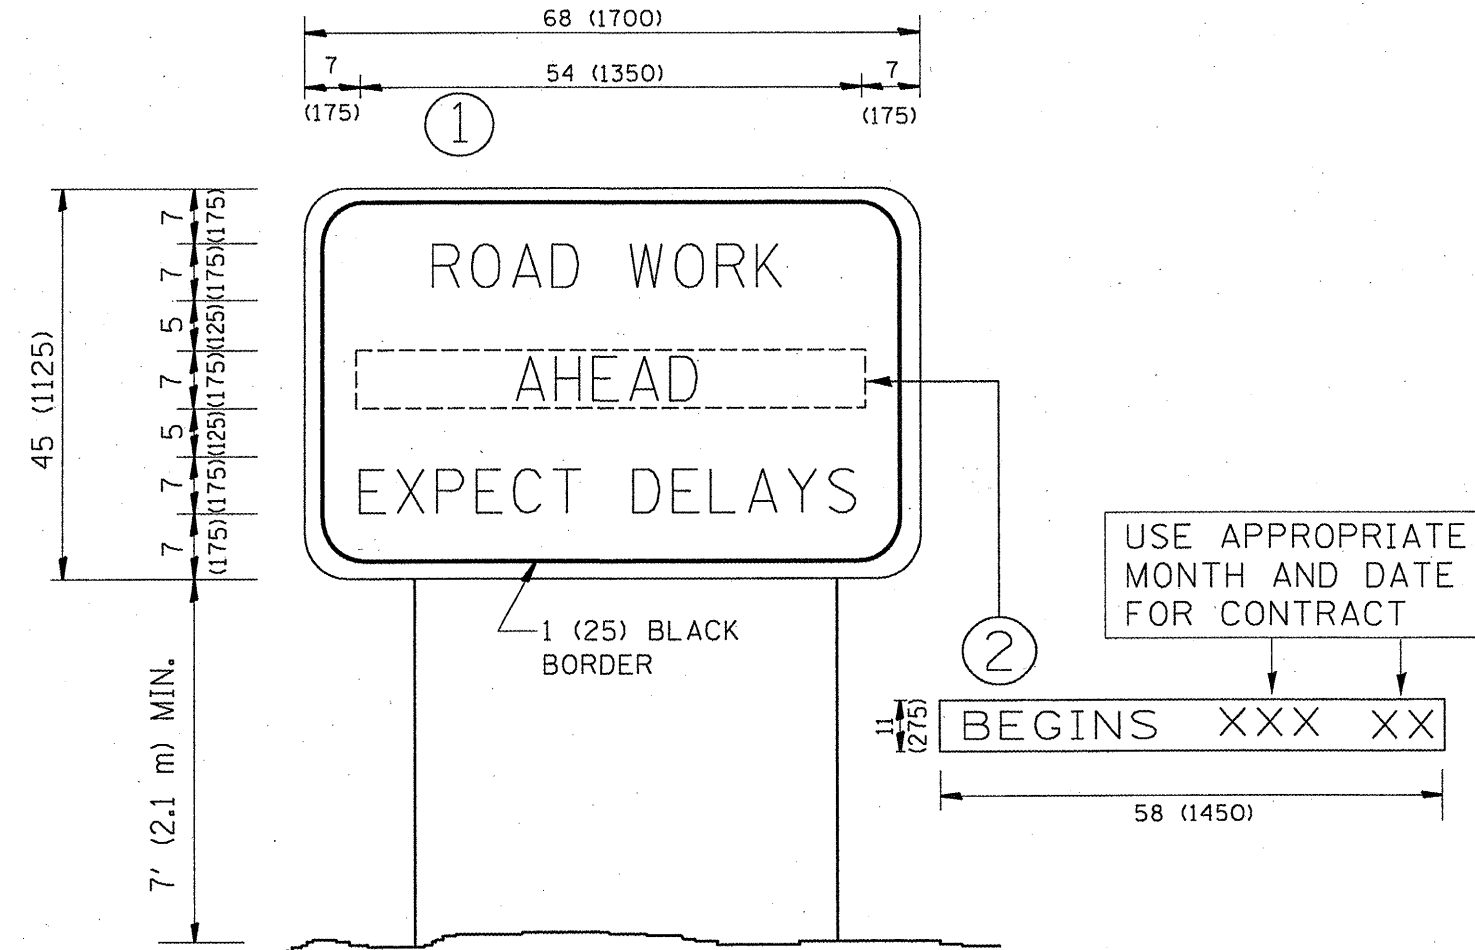 68 (1700)
7
54 (1350)
7
(175)
(175)
1
45 (1125)
7 (175)
7 (175)
5 (125)
7 (175)
5 (125)
7 (175)
7 (175)
ROAD WORK
AHEAD
EXPECT DELAYS
1 (25) BLACK
BORDER
7' (2.1 m) MIN.
2
USE APPROPRIATE
MONTH AND DATE
FOR CONTRACT
11
(275)
BEGINS XXX XX
58 (1450)